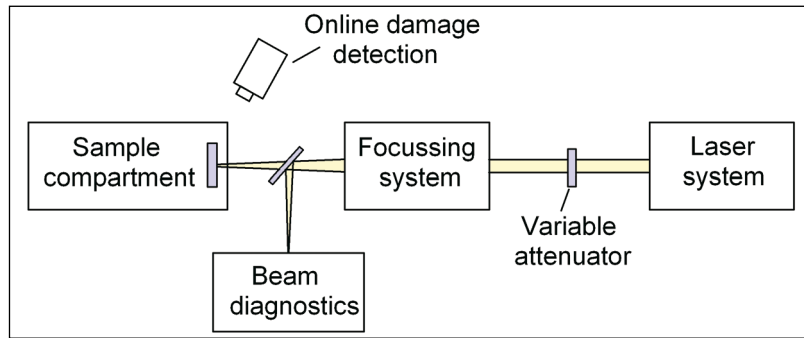 Online damage
detection
Sample
compartment
Focussing
system
Laser
system
Variable
attenuator
Beam
diagnostics